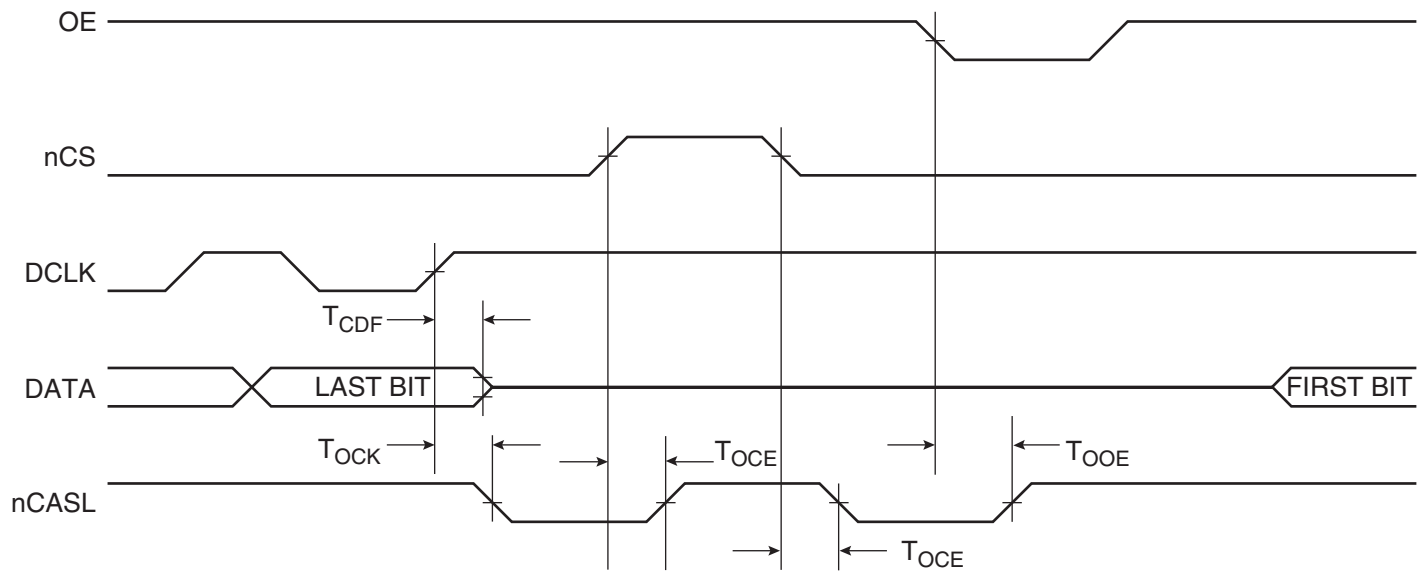 OE
nCS
DCLK
TCDF
DATA
LAST BIT
FIRST BIT
TOCK
TOCE
TOOE
nCASL
TOCE